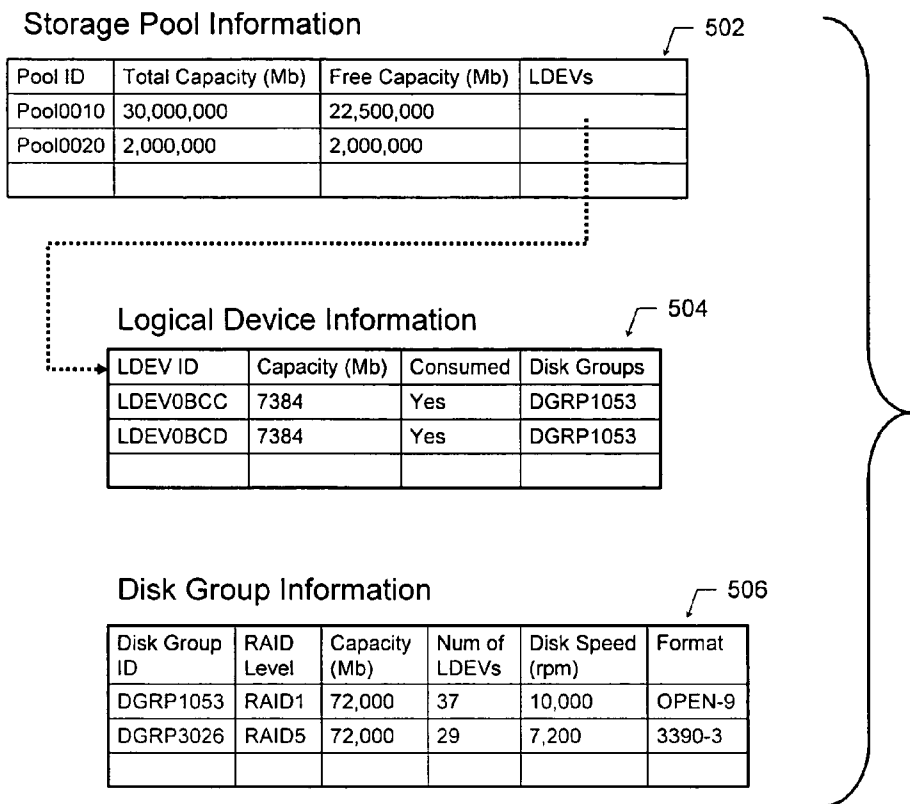 Storage Pool Information
502
Pool ID Total Capacity (Mb) Free Capacity (Mb) LDEVs
Pool0010 30,000,000 22,500,000
Pool0020 2,000,000 2,000,000
Logical Device Information
504
LDEV ID Capacity (Mb) Consumed Disk Groups
LDEV0BCC 7384 Yes DGRP1053
LDEV0BCD 7384 Yes DGRP1053
Disk Group Information
506
Disk Group RAID Capacity Num of Disk Speed Format
ID Level (Mb) LDEVs (rpm)
DGRP1053 RAID1 72,000 37 10,000 OPEN-9
DGRP3026 RAID5 72,000 29 7,200 3390-3